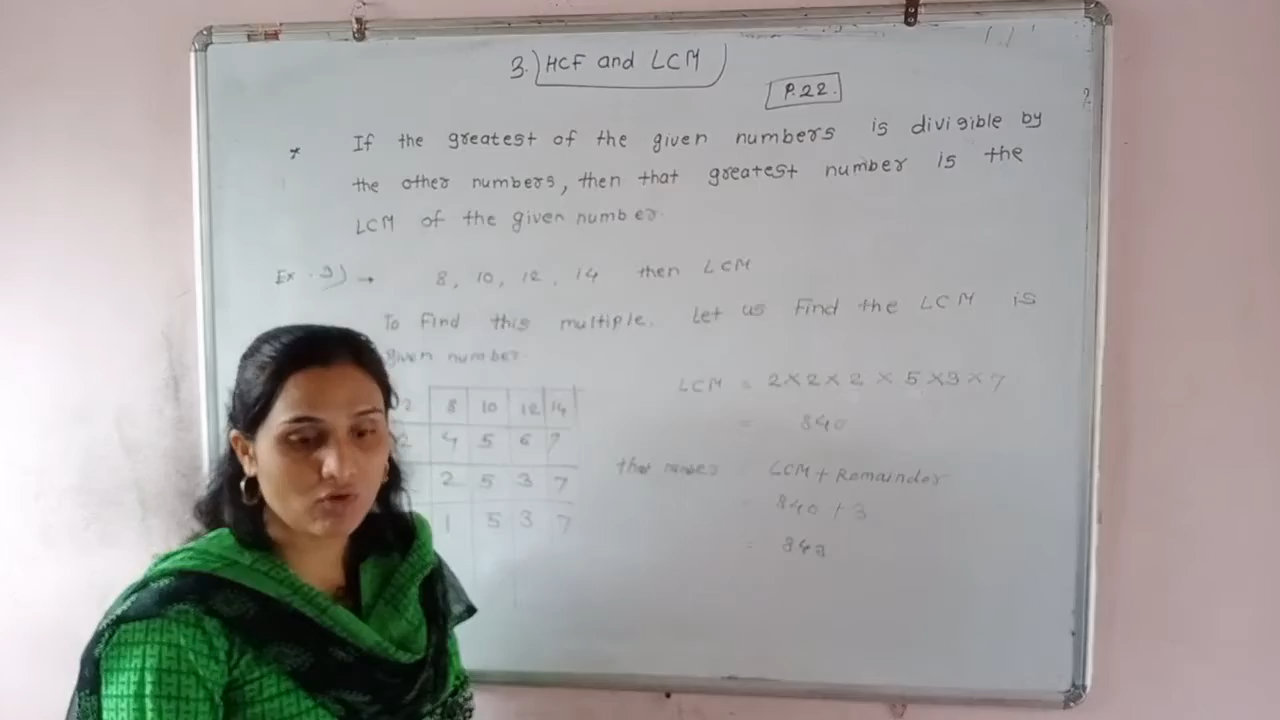 3. HCF and LCM
P.22.
* If the greatest of the given numbers is divisible by
the other numbers, then that greatest number is the
LCM of the given number.
Ex. 3) → 8, 10, 12, 14 then LCM
To find this multiple. Let us Find the LCM is
given number.
2 8 10 12 14
2 4 5 6 7
2 5 3 7
1 5 3 7
LCM = 2×2×2×5×3×7
= 840
that number = LCM + Remainder
= 840 + 3
= 843